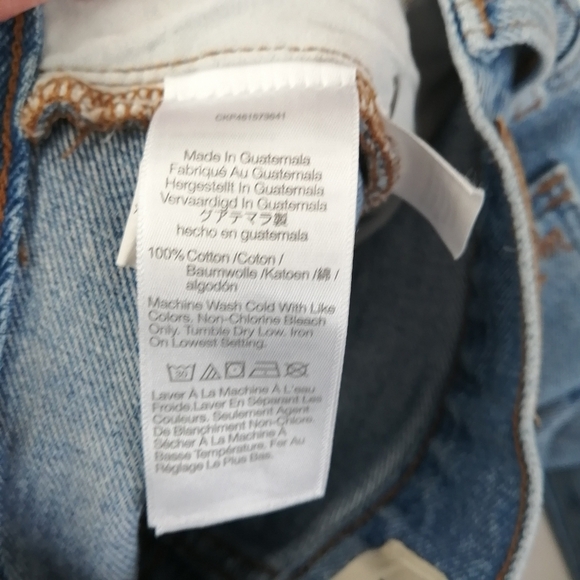 Made In Guatemala
Fabriqué Au Guatemala
Hergestellt In Guatemala
Vervaardigd In Guatemala
グアテマラ製
hecho en guatemala
100% Cotton /Coton /
Baumwolle /Katoen /綿 /
algodón
Machine Wash Cold With Like
Colors. Non-Chlorine Bleach
Only. Tumble Dry Low. Iron
On Lowest Setting.
Laver À La Machine À L'eau
Froide.Laver En Séparant Les
Couleurs. Seulement Agent
De Blanchiment Non-Chlore.
Sécher À La Machine À
Basse Température. Fer Au
Réglage Le Plus Bas.